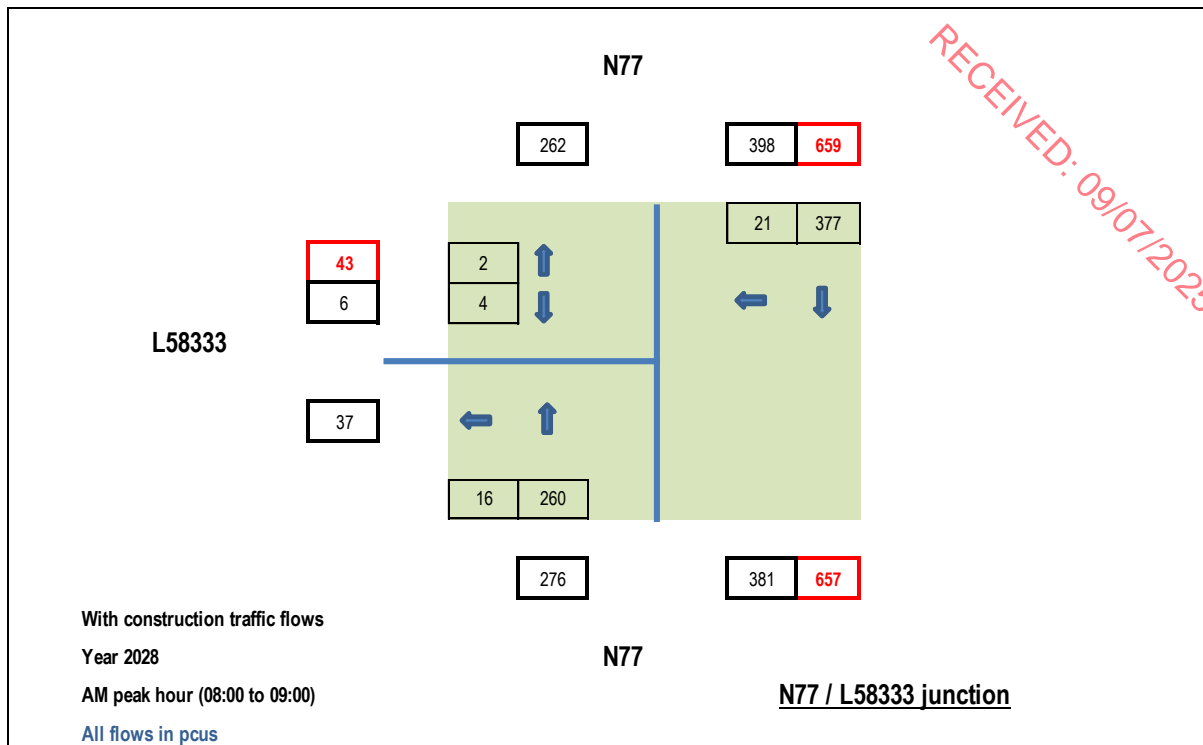 N77
RECEIVED: 09/07/2025
262
398 659
21 377
43
2
6
4
L58333
37
16 260
276
381 657
With construction traffic flows
Year 2028
N77
AM peak hour (08:00 to 09:00)
N77 / L58333 junction
All flows in pcus